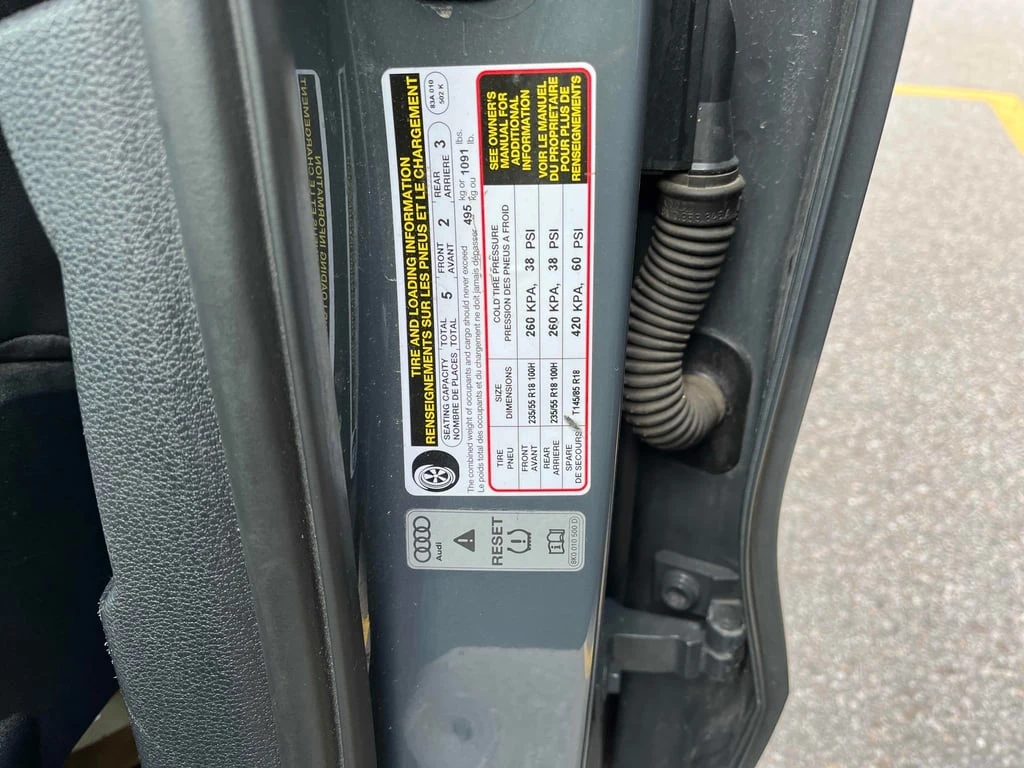 TIRE AND LOADING INFORMATION
RENSEIGNEMENTS SUR LES PNEUS ET LE CHARGEMENT
83A 010
502 K
SEATING CAPACITY TOTAL 5 FRONT 2 REAR 3
NOMBRE DE PLACES TOTAL AVANT ARRIERE
The combined weight of occupants and cargo should never exceed 495 kg or 1091 lbs.
Le poids total des occupants et du chargement ne doit jamais dépasser kg ou lb.
TIRE SIZE COLD TIRE PRESSURE
PNEU DIMENSIONS PRESSION DES PNEUS A FROID
SEE OWNER'S
MANUAL FOR
ADDITIONAL
INFORMATION
VOIR LE MANUEL
DU PROPRIETAIRE
POUR PLUS DE
RENSEIGNEMENTS
FRONT
AVANT 235/55 R18 100H 260 KPA, 38 PSI
REAR
ARRIERE 235/55 R18 100H 260 KPA, 38 PSI
SPARE
DE SECOURS T145/85 R18 420 KPA, 60 PSI
Audi
RESET
8K0 010 500 D